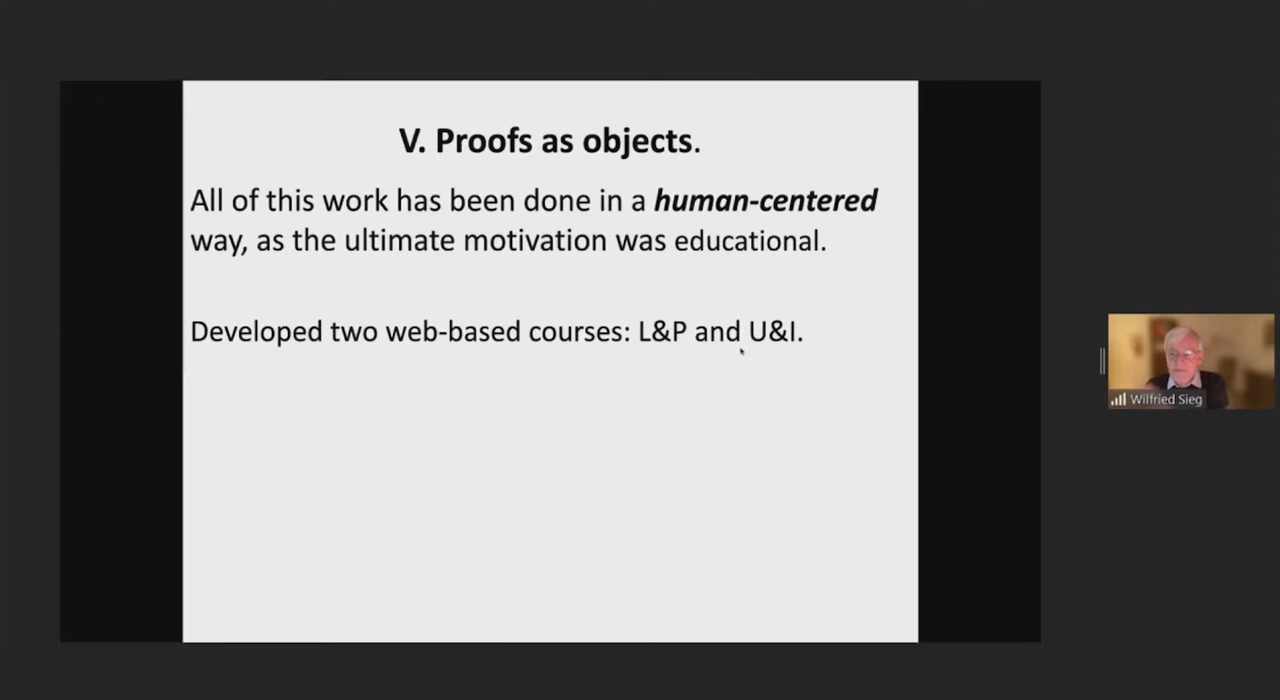 V. Proofs as objects.
All of this work has been done in a human-centered
way, as the ultimate motivation was educational.
Developed two web-based courses: L&P and U&I.
Wilfried Sieg